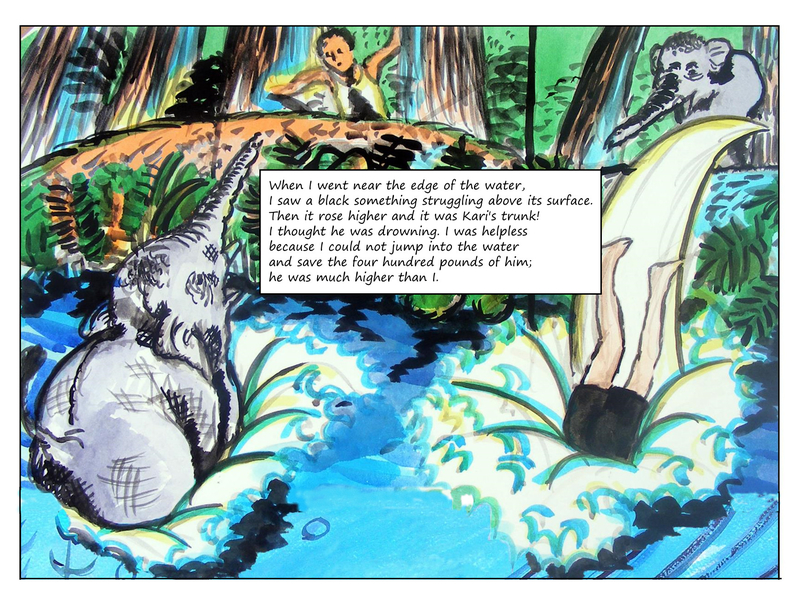 When I went near the edge of the water,
I saw a black something struggling above its surface.
Then it rose higher and it was Kari's trunk!
I thought he was drowning. I was helpless
because I could not jump into the water
and save the four hundred pounds of him;
he was much higher than I.